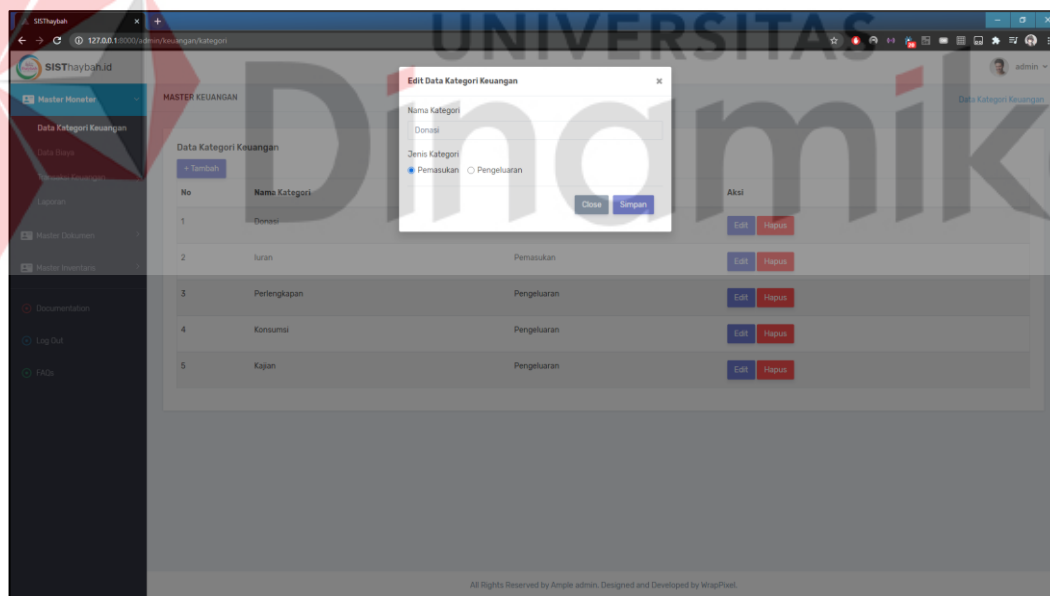 UNIVERSITAS
Dinamika
SISThaybah
127.0.0.1:8000/admin/keuangan/kategori
SISThaybah.id
admin
Master Moneter
Data Kategori Keuangan
Data Biaya
Transaksi Keuangan
Laporan
Master Dokumen
Master Inventaris
Documentation
Log Out
FAQs
MASTER KEUANGAN
Data Kategori Keuangan
Data Kategori Keuangan
+ Tambah
Edit Data Kategori Keuangan
Nama Kategori
Donasi
Jenis Kategori
Pemasukan Pengeluaran
Close Simpan
No Nama Kategori Aksi
1 Donasi Edit Hapus
2 Iuran Pemasukan Edit Hapus
3 Perlengkapan Pengeluaran Edit Hapus
4 Konsumsi Pengeluaran Edit Hapus
5 Kajian Pengeluaran Edit Hapus
All Rights Reserved by Ample admin. Designed and Developed by WrapPixel.